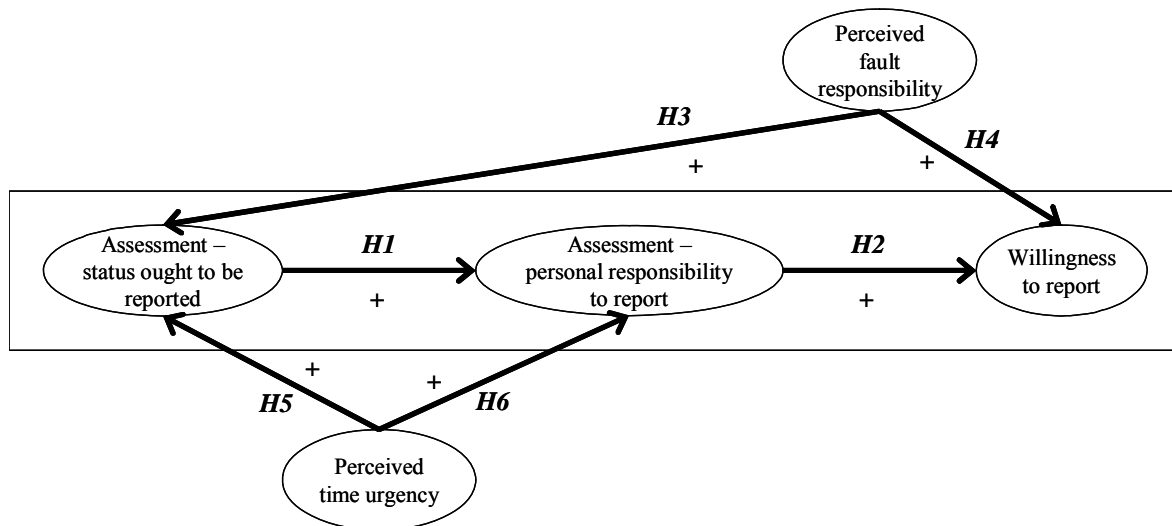 Perceived
fault
responsibility
H3
H4
+
+
Assessment –
status ought to be
reported
H1
+
Assessment –
personal responsibility
to report
H2
+
Willingness
to report
+
+
H5
H6
Perceived
time urgency